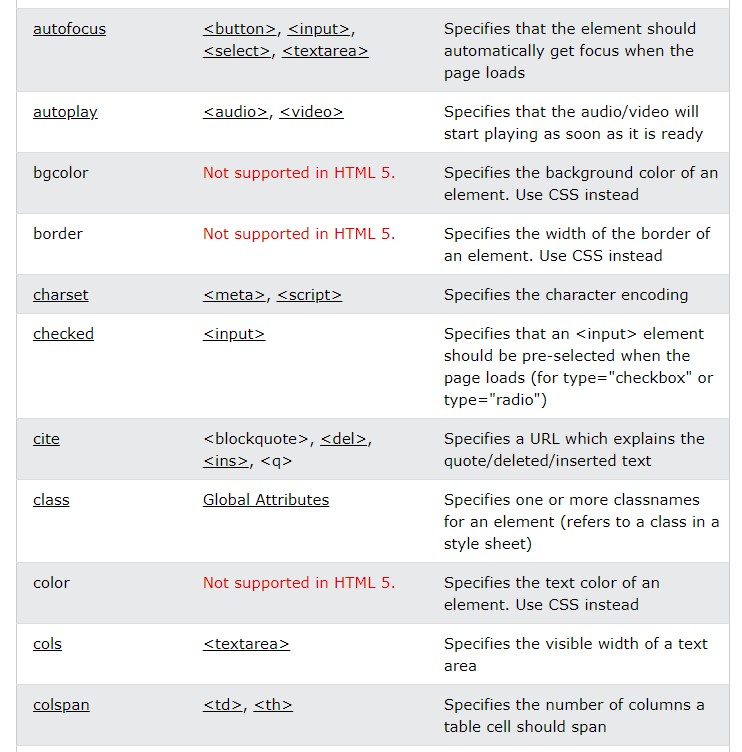 autofocus <button>, <input>, Specifies that the element should
<select>, <textarea> automatically get focus when the
page loads
autoplay <audio>, <video> Specifies that the audio/video will
start playing as soon as it is ready
bgcolor Not supported in HTML 5. Specifies the background color of an
element. Use CSS instead
border Not supported in HTML 5. Specifies the width of the border of
an element. Use CSS instead
charset <meta>, <script> Specifies the character encoding
checked <input> Specifies that an <input> element
should be pre-selected when the
page loads (for type="checkbox" or
type="radio")
cite <blockquote>, <del>, Specifies a URL which explains the
<ins>, <q> quote/deleted/inserted text
class Global Attributes Specifies one or more classnames
for an element (refers to a class in a
style sheet)
color Not supported in HTML 5. Specifies the text color of an
element. Use CSS instead
cols <textarea> Specifies the visible width of a text
area
colspan <td>, <th> Specifies the number of columns a
table cell should span